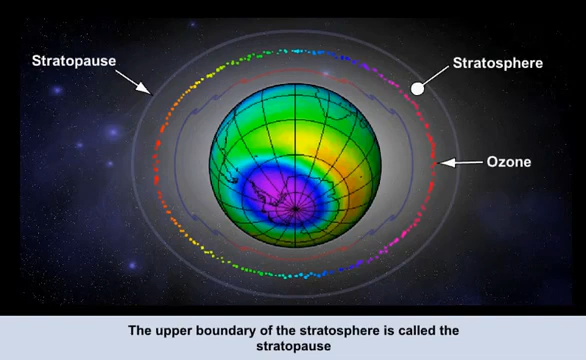 Stratopause
Stratosphere
Ozone
The upper boundary of the stratosphere is called the
stratopause